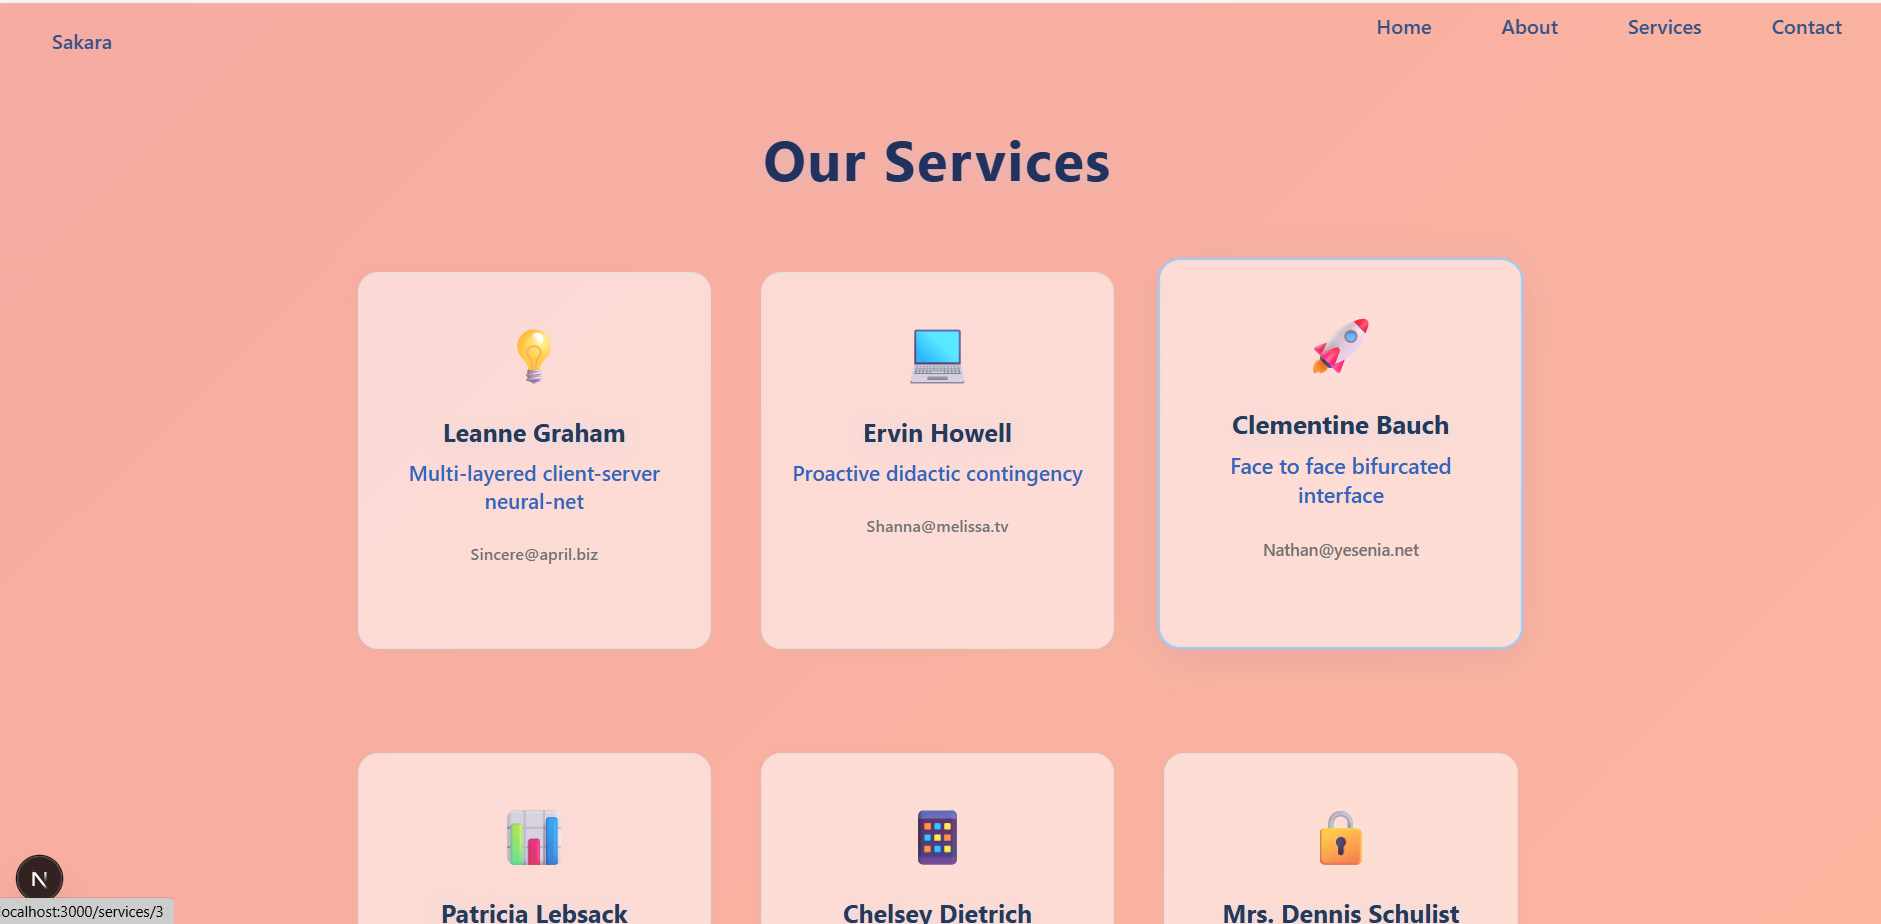 Sakara
Home About Services Contact
Our Services
Leanne Graham
Multi-layered client-server
neural-net
Sincere@april.biz
Ervin Howell
Proactive didactic contingency
Shanna@melissa.tv
Clementine Bauch
Face to face bifurcated
interface
Nathan@yesenia.net
Patricia Lebsack
Chelsey Dietrich
Mrs. Dennis Schulist
N
localhost:3000/services/3